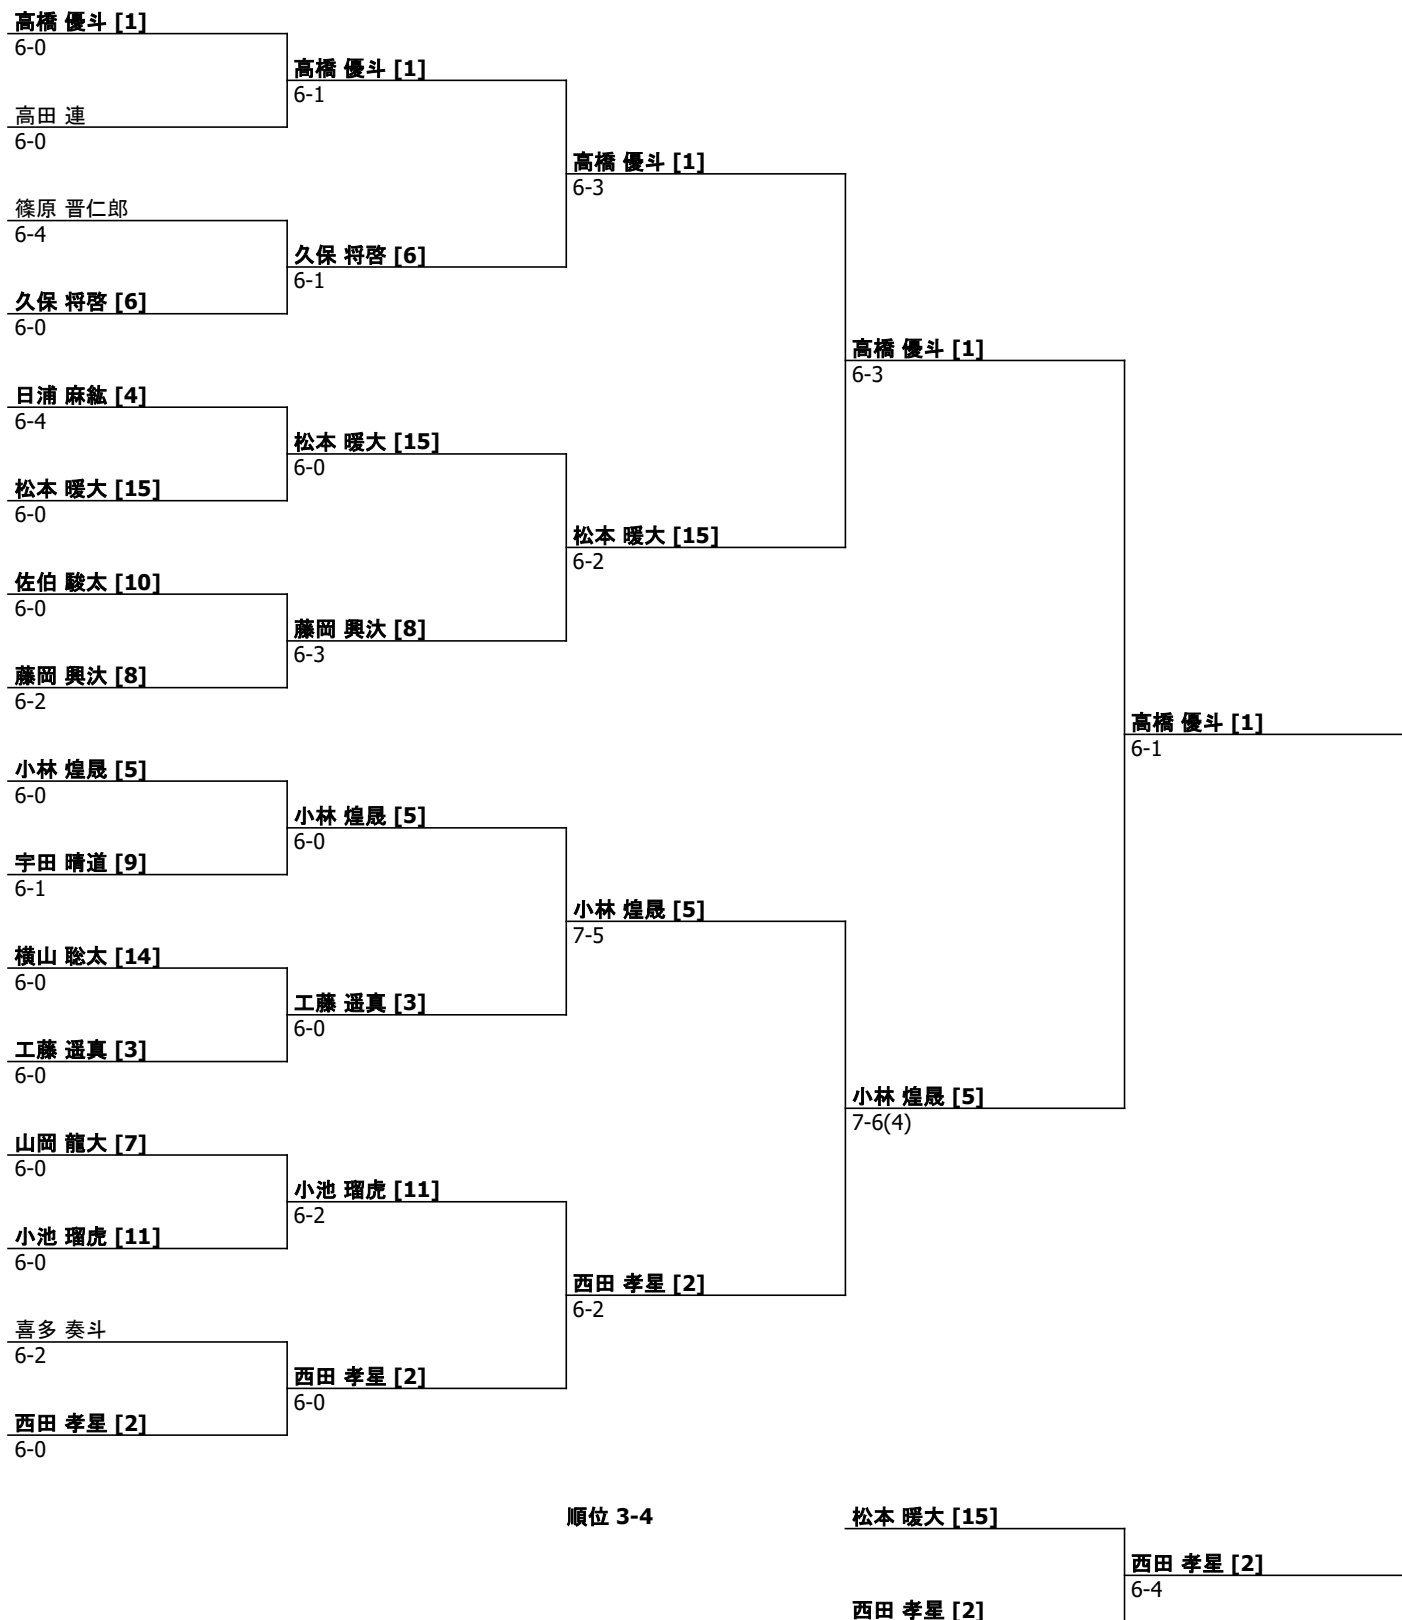 高橋 優斗 [1]
6-0
高田 連
6-0
篠原 晋仁郎
6-4
久保 将啓 [6]
6-0
日浦 麻紘 [4]
6-4
松本 暖大 [15]
6-0
佐伯 駿太 [10]
6-0
藤岡 興汏 [8]
6-2
小林 煌晟 [5]
6-0
宇田 晴道 [9]
6-1
横山 聡太 [14]
6-0
工藤 遥真 [3]
6-0
山岡 龍大 [7]
6-0
小池 瑠虎 [11]
6-0
喜多 奏斗
6-2
西田 孝星 [2]
6-0
高橋 優斗 [1]
6-1
久保 将啓 [6]
6-1
松本 暖大 [15]
6-0
藤岡 興汏 [8]
6-3
小林 煌晟 [5]
6-0
工藤 遥真 [3]
6-0
小池 瑠虎 [11]
6-2
西田 孝星 [2]
6-0
高橋 優斗 [1]
6-3
松本 暖大 [15]
6-2
小林 煌晟 [5]
7-5
西田 孝星 [2]
6-2
高橋 優斗 [1]
6-3
小林 煌晟 [5]
7-6(4)
高橋 優斗 [1]
6-1
順位 3-4
松本 暖大 [15]
西田 孝星 [2]
西田 孝星 [2]
6-4